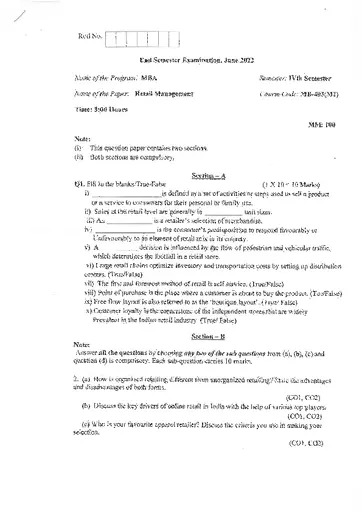 Roll No.
End Semester Examination, June 2022
Name of the Program: MBA Semester: IVth Semester
Name of the Paper: Retail Management Course Code: MB-402(M1)
Time: 3:00 Hours
MM: 100
Note:
(i) This question paper contains two sections.
(ii) Both sections are compulsory.
Section – A
Q1. Fill in the blanks/True-False (1 X 10 = 10 Marks)
i) ____________ is defined as a set of activities or steps used to sell a product
or a service to consumers for their personal or family use.
ii) Sales at the retail level are generally in __________ unit sizes.
iii) An ____________ is a retailer's selection of merchandise.
iv) ____________ is the consumer's predisposition to respond favourably or
Unfavorably to an element of retail mix in its entirety.
v) A __________ decision is influenced by the flow of pedestrian and vehicular traffic,
which determines the footfall in a retail store.
vi) Large retail chains optimize inventory and transportation costs by setting up distribution
centers. (True/False)
vii) The first and foremost method of retail is self service. (True/False)
viii) Point of purchase is the place where a customer is about to buy the product. (True/False)
ix) Free flow layout is also referred to as the 'boutique layout'. (True/ False)
x) Customer loyalty is the cornerstone of the independent stores that are widely
Prevalent in the Indian retail industry. (True/ False)
Section – B
Note:
Answer all the questions by choosing any two of the sub questions from (a), (b), (c) and
question (d) is compulsory. Each sub-question carries 10 marks.
2. (a) How is organised retailing different from unorganized retailing? State the advantages
and disadvantages of both forms.
(CO1, CO2)
(b) Discuss the key drivers of online retail in India with the help of various top players.
(CO1, CO2)
(c) Who is your favourite apparel retailer? Discuss the criteria you use in making your
selection.
(CO1, CO2)